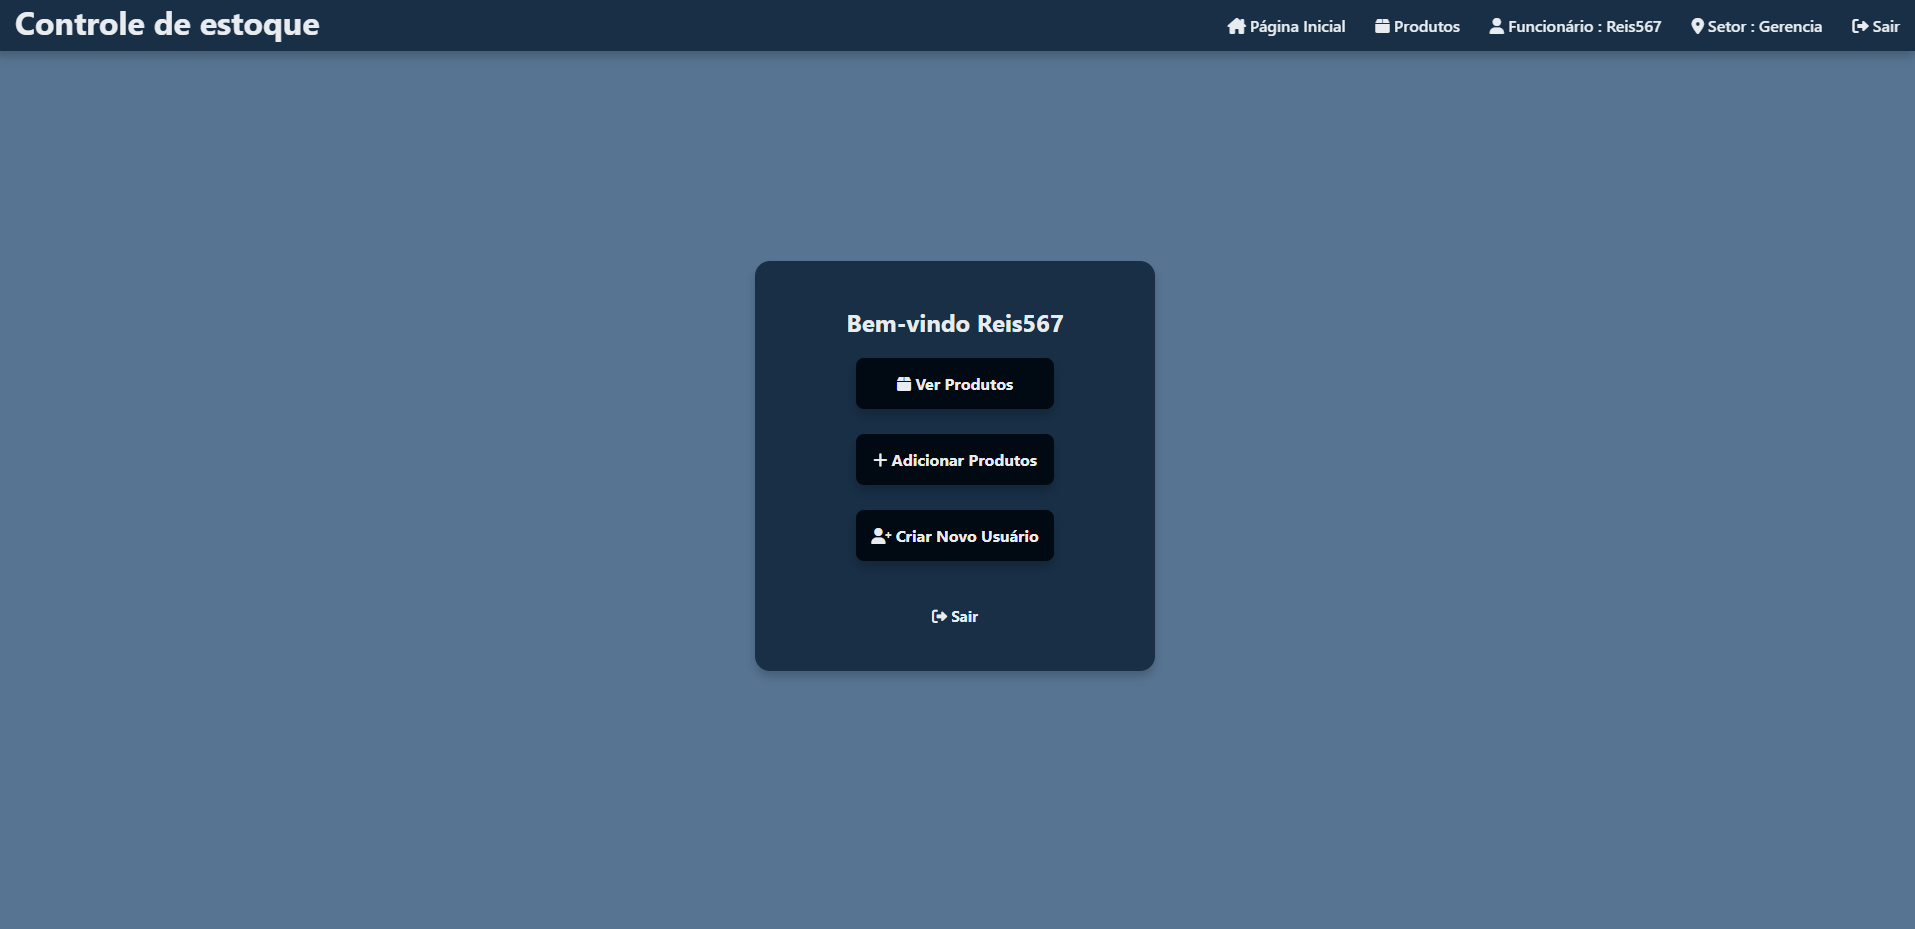 Controle de estoque
Página Inicial
Produtos
Funcionário : Reis567
Setor : Gerencia
Sair
Bem-vindo Reis567
Ver Produtos
Adicionar Produtos
Criar Novo Usuário
Sair